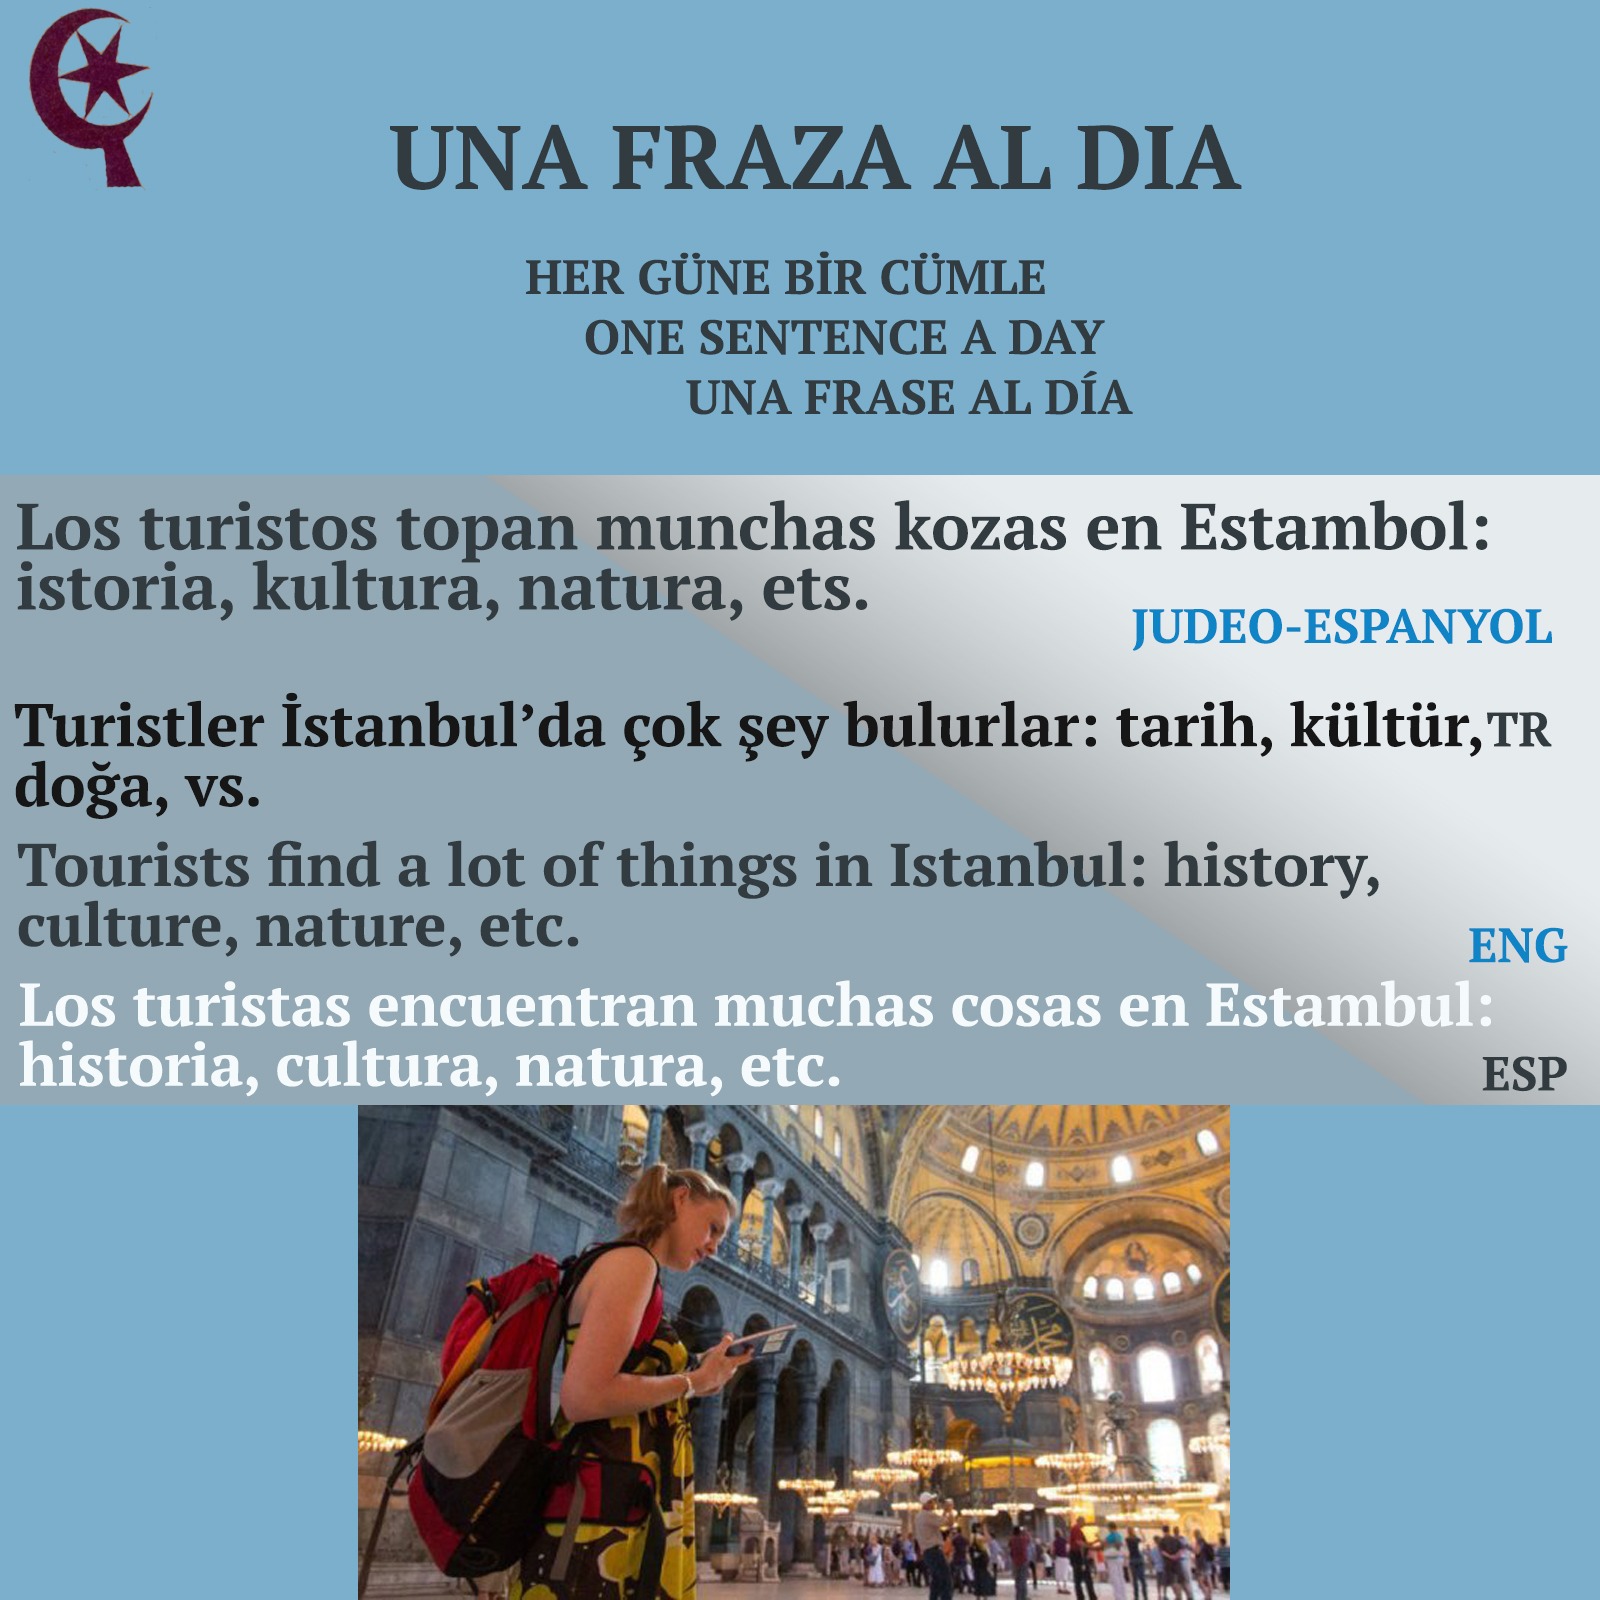 UNA FRAZA AL DIA
HER GÜNE BİR CÜMLE
ONE SENTENCE A DAY
UNA FRASE AL DÍA
Los turistos topan munchas kozas en Estambol:
istoria, kultura, natura, ets.
JUDEO-ESPANYOL
Turistler İstanbul’da çok şey bulurlar: tarih, kültür,
TR
doğa, vs.
Tourists find a lot of things in Istanbul: history,
culture, nature, etc.
ENG
Los turistas encuentran muchas cosas en Estambul:
historia, cultura, natura, etc.
ESP